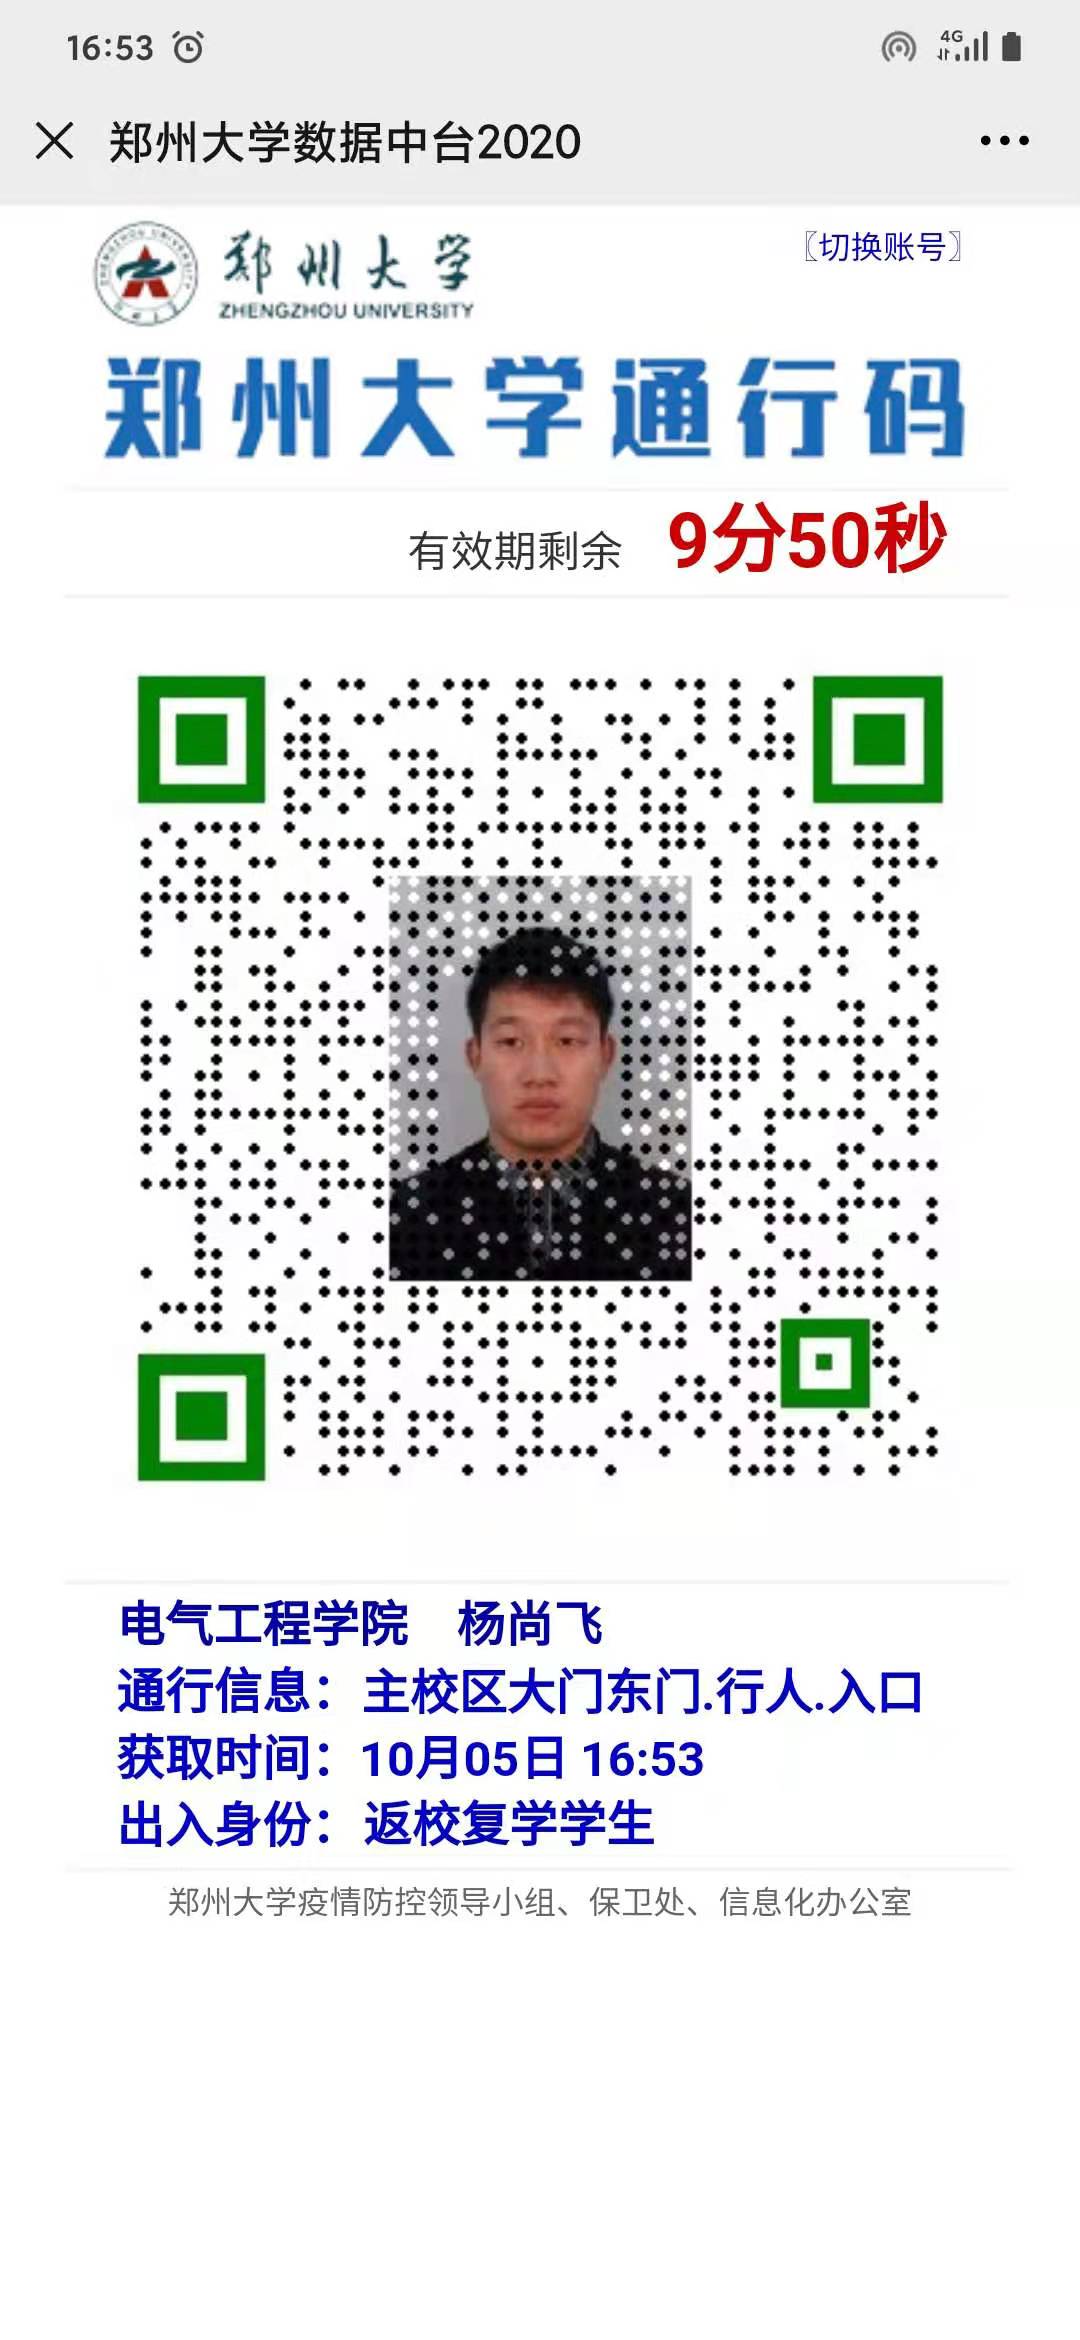 16:53
4G
郑州大学数据中台2020
郑州大学
ZHENGZHOU UNIVERSITY
〖切换账号〗
郑州大学通行码
有效期剩余 9分50秒
电气工程学院 杨尚飞
通行信息：主校区大门东门.行人.入口
获取时间：10月05日 16:53
出入身份：返校复学学生
郑州大学疫情防控领导小组、保卫处、信息化办公室